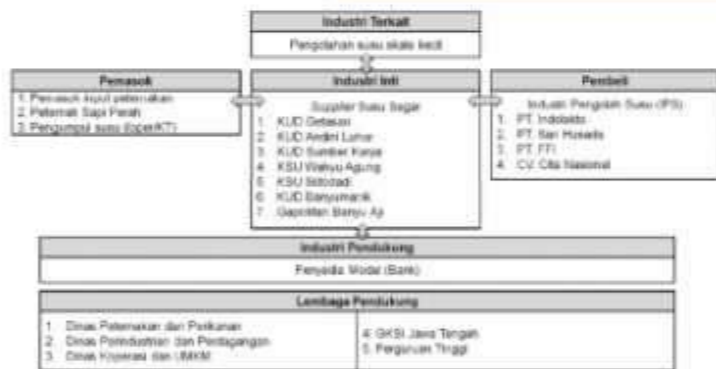 Industri Terkait
Pengolahan susu skala kecil
Pemasok
1. Pemasok input peternakan
2. Peternak Sapi Perah
3. Pengumpul susu (loper/KT)
Industri Inti
Supplier Susu Segar
1. KUD Getasan
2. KUD Andini Luhur
3. KUD Sumber Karya
4. KSU Wahyu Agung
5. KSU Sidodadi
6. KUD Banyumanik
7. Gapoktan Banyu Aji
Pembeli
Industri Pengolah Susu (IPS)
1. PT. Indolakto
2. PT. Sari Husada
3. PT. FFI
4. CV. Cita Nasional
Industri Pendukung
Penyedia Modal (Bank)
Lembaga Pendukung
1. Dinas Peternakan dan Perikanan
2. Dinas Perindustrian dan Perdagangan
3. Dinas Koperasi dan UMKM
4. GKSI Jawa Tengah
5. Perguruan Tinggi